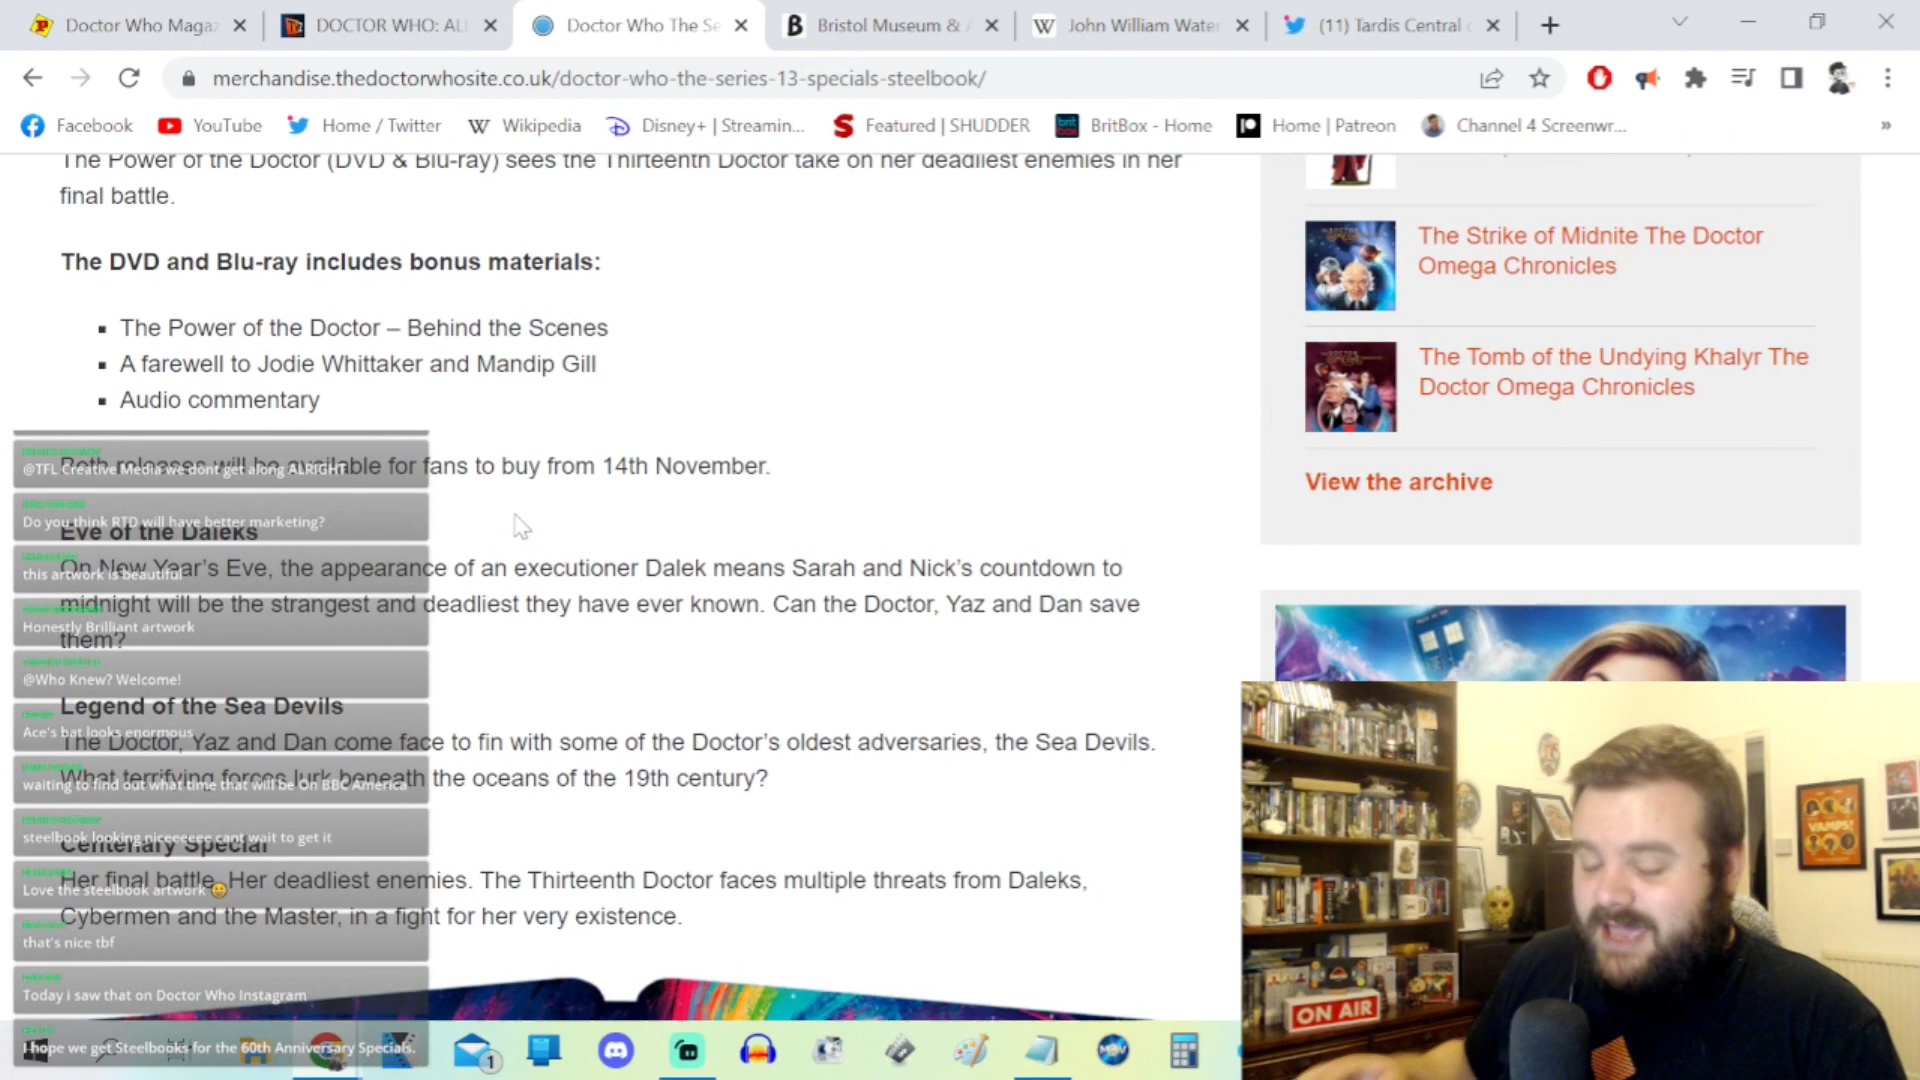 Doctor Who Magaz
DOCTOR WHO: AL
Doctor Who The Se
Bristol Museum & A
John William Water
(11) Tardis Central
merchandise.thedoctorwhosite.co.uk/doctor-who-the-series-13-specials-steelbook/
Facebook
YouTube
Home / Twitter
Wikipedia
Disney+ | Streamin...
Featured | SHUDDER
BritBox - Home
Home | Patreon
Channel 4 Screenwr...
The Power of the Doctor (DVD & Blu-ray) sees the Thirteenth Doctor take on her deadliest enemies in her
final battle.
The DVD and Blu-ray includes bonus materials:
The Power of the Doctor – Behind the Scenes
A farewell to Jodie Whittaker and Mandip Gill
Audio commentary
Both releases will be available for fans to buy from 14th November.
Eve of the Daleks
On New Year's Eve, the appearance of an executioner Dalek means Sarah and Nick's countdown to
midnight will be the strangest and deadliest they have ever known. Can the Doctor, Yaz and Dan save
them?
Legend of the Sea Devils
The Doctor, Yaz and Dan come face to fin with some of the Doctor's oldest adversaries, the Sea Devils.
What terrifying forces lurk beneath the oceans of the 19th century?
Centenary Special
Her final battle. Her deadliest enemies. The Thirteenth Doctor faces multiple threats from Daleks,
Cybermen and the Master, in a fight for her very existence.
@TFL Creative Media we dont get along ALRIGHT
Do you think RTD will have better marketing?
this artwork is beautiful
Honestly Brilliant artwork
@Who Knew? Welcome!
Ace's bat looks enormous
waiting to find out what time that will be On BBC America
steelbook looking niceeeeee cant wait to get it
Love the steelbook artwork
that's nice tbf
Today i saw that on Doctor Who Instagram
I hope we get Steelbooks for the 60th Anniversary Specials.
The Strike of Midnite The Doctor
Omega Chronicles
The Tomb of the Undying Khalyr The
Doctor Omega Chronicles
View the archive
VAMPS!
ON AIR
1